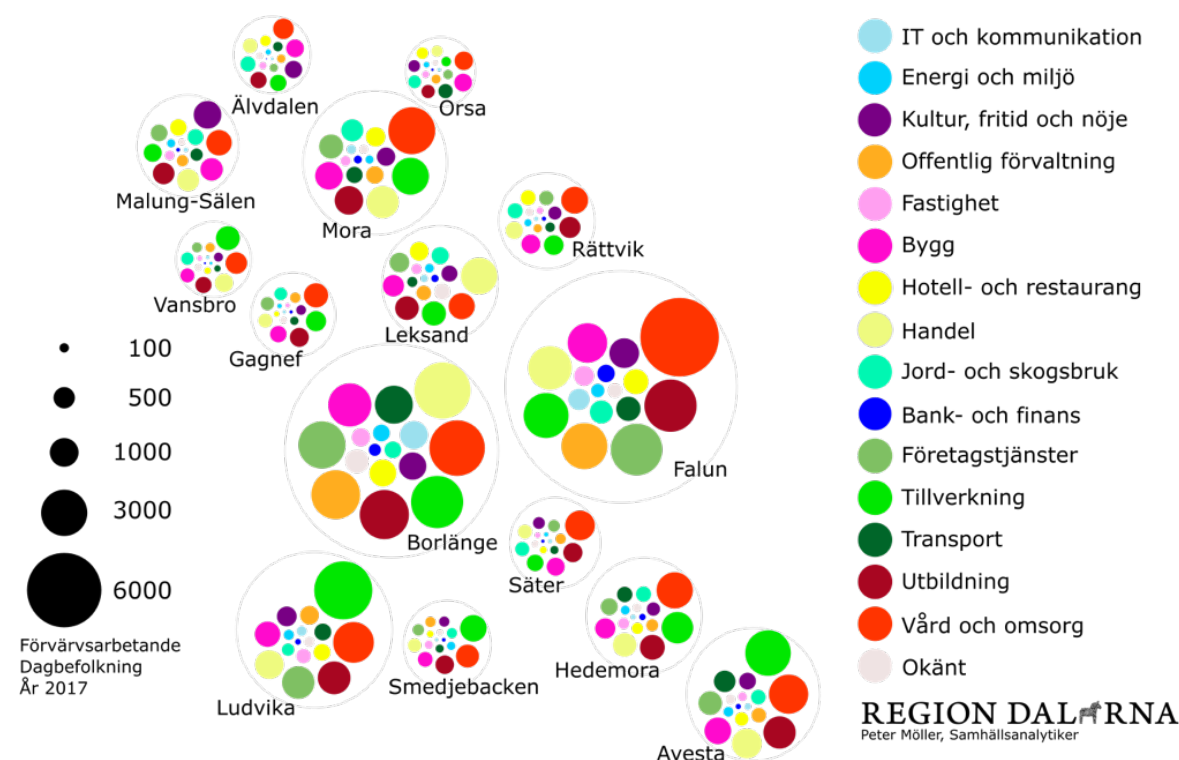 Älvdalen
Orsa
Malung-Sälen
Mora
Rättvik
Vansbro
Leksand
Gagnef
Falun
Borlänge
Säter
Hedemora
Smedjebacken
Ludvika
Avesta
100
500
1000
3000
6000
Förvärvsarbetande
Dagbefolkning
År 2017
IT och kommunikation
Energi och miljö
Kultur, fritid och nöje
Offentlig förvaltning
Fastighet
Bygg
Hotell- och restaurang
Handel
Jord- och skogsbruk
Bank- och finans
Företagstjänster
Tillverkning
Transport
Utbildning
Vård och omsorg
Okänt
REGION DALARNA
Peter Möller, Samhällsanalytiker